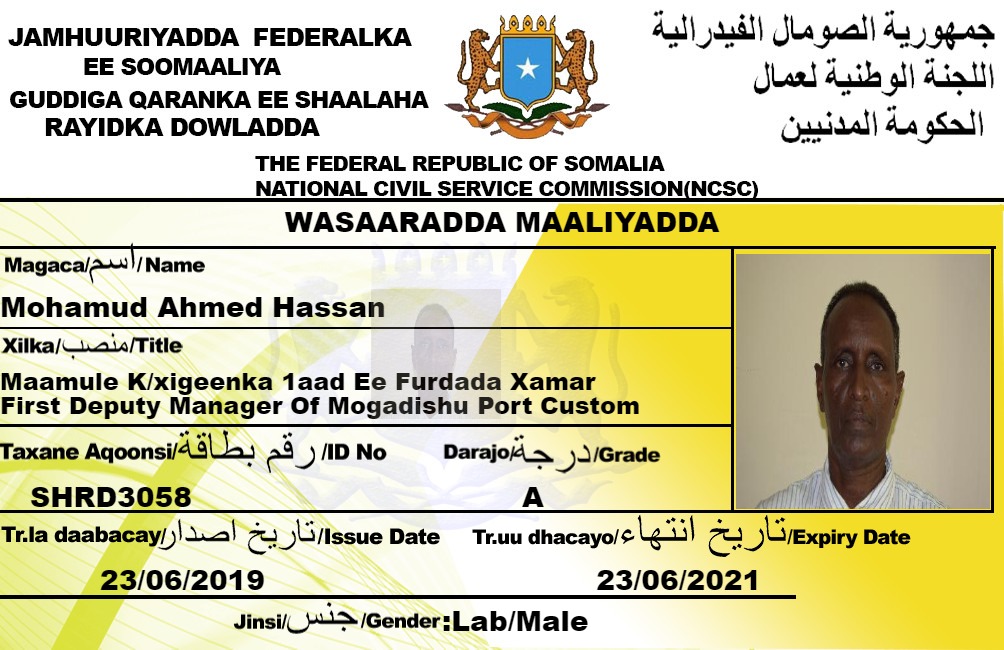 JAMHUURIYADDA FEDERALKA
EE SOOMAALIYA
GUDDIGA QARANKA EE SHAALAHA
RAYIDKA DOWLADDA
جمهورية الصومال الفيدرالية
اللجنة الوطنية لعمال
الحكومة المدنيين
THE FEDERAL REPUBLIC OF SOMALIA
NATIONAL CIVIL SERVICE COMMISSION(NCSC)
WASAARADDA MAALIYADDA
Magaca/اسم/Name
Mohamud Ahmed Hassan
Xilka/منصب/Title
Maamule K/xigeenka 1aad Ee Furdada Xamar
First Deputy Manager Of Mogadishu Port Custom
Taxane Aqoonsi/رقم بطاقة/ID No
Darajo/درجة/Grade
SHRD3058
A
Tr.la daabacay/تاريخ اصدار/Issue Date
Tr.uu dhacayo/تاريخ انتهاء/Expiry Date
23/06/2019
23/06/2021
Jinsi/جنس/Gender:Lab/Male